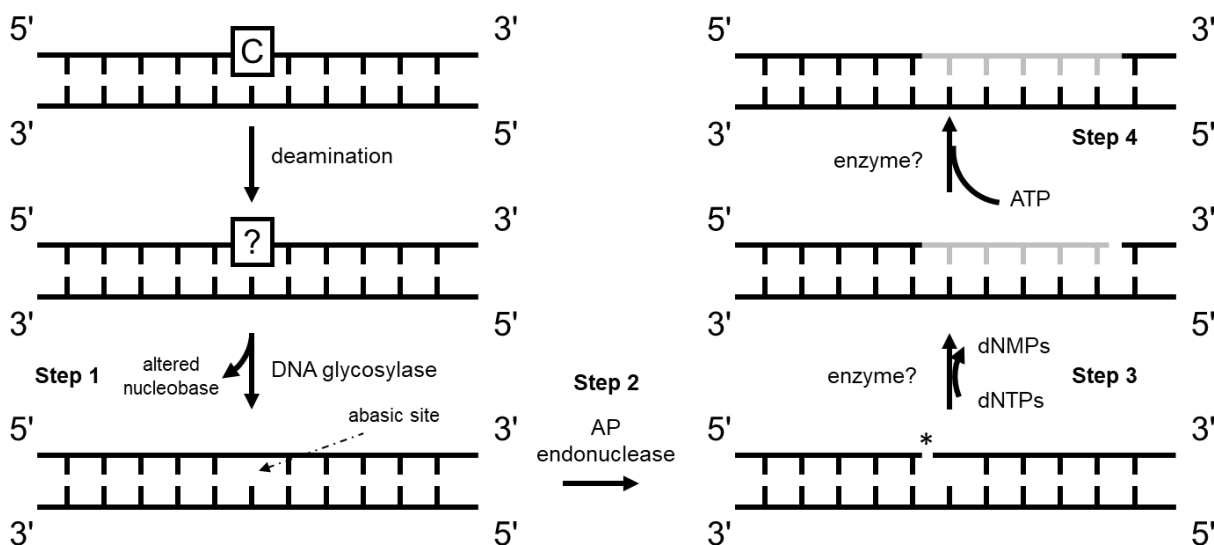 5'
3'
C
3'
5'
deamination
5'
3'
?
3'
5'
Step 1
altered
nucleobase
DNA glycosylase
abasic site
5'
3'
3'
5'
Step 2
AP
endonuclease
5'
3'
3'
5'
Step 4
enzyme?
ATP
5'
3'
3'
5'
enzyme?
dNMPs
dNTPs
Step 3
5'
3'
*
3'
5'